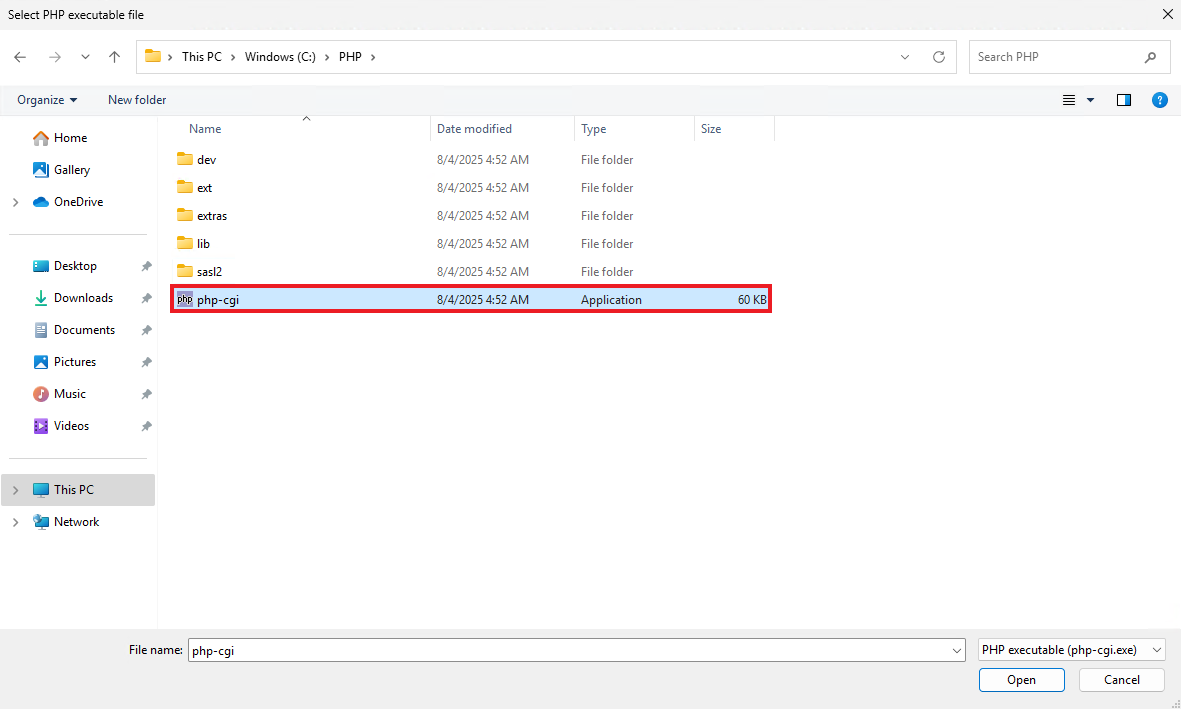 Select PHP executable file
This PC Windows (C:) PHP
Search PHP
Organize New folder
Name Date modified Type Size
Home
Gallery
OneDrive
Desktop
Downloads
Documents
Pictures
Music
Videos
This PC
Network
dev 8/4/2025 4:52 AM File folder
ext 8/4/2025 4:52 AM File folder
extras 8/4/2025 4:52 AM File folder
lib 8/4/2025 4:52 AM File folder
sasl2 8/4/2025 4:52 AM File folder
php php-cgi 8/4/2025 4:52 AM Application 60 KB
File name: php-cgi PHP executable (php-cgi.exe)
Open Cancel